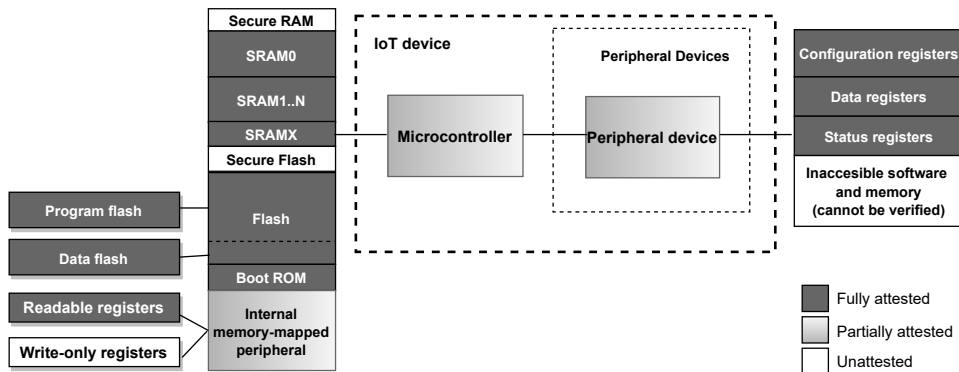 Secure RAM
SRAM0
SRAM1..N
SRAMX
Secure Flash
Flash
Boot ROM
Internal
memory-mapped
peripheral
Program flash
Data flash
Readable registers
Write-only registers
IoT device
Microcontroller
Peripheral Devices
Peripheral device
Configuration registers
Data registers
Status registers
Inaccesible software
and memory
(cannot be verified)
Fully attested
Partially attested
Unattested